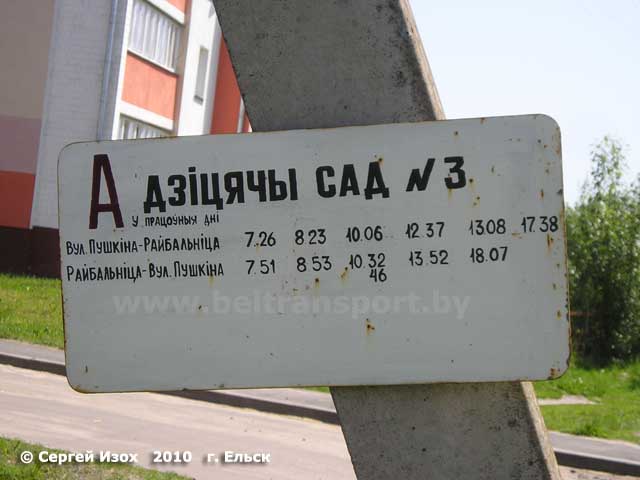 А ДЗІЦЯЧЫ САД №3
У ПРАЦОЎНЫЯ ДНІ
ВУЛ. ПУШКІНА-РАЙБАЛЬНІЦА 7.26 8.23 10.06 12.37 13.08 17.38
РАЙБАЛЬНІЦА-ВУЛ. ПУШКІНА 7.51 8.53 10.32 13.52 18.07
46
www.beltransport.by
© Сергей Изох 2010 г. Ельск